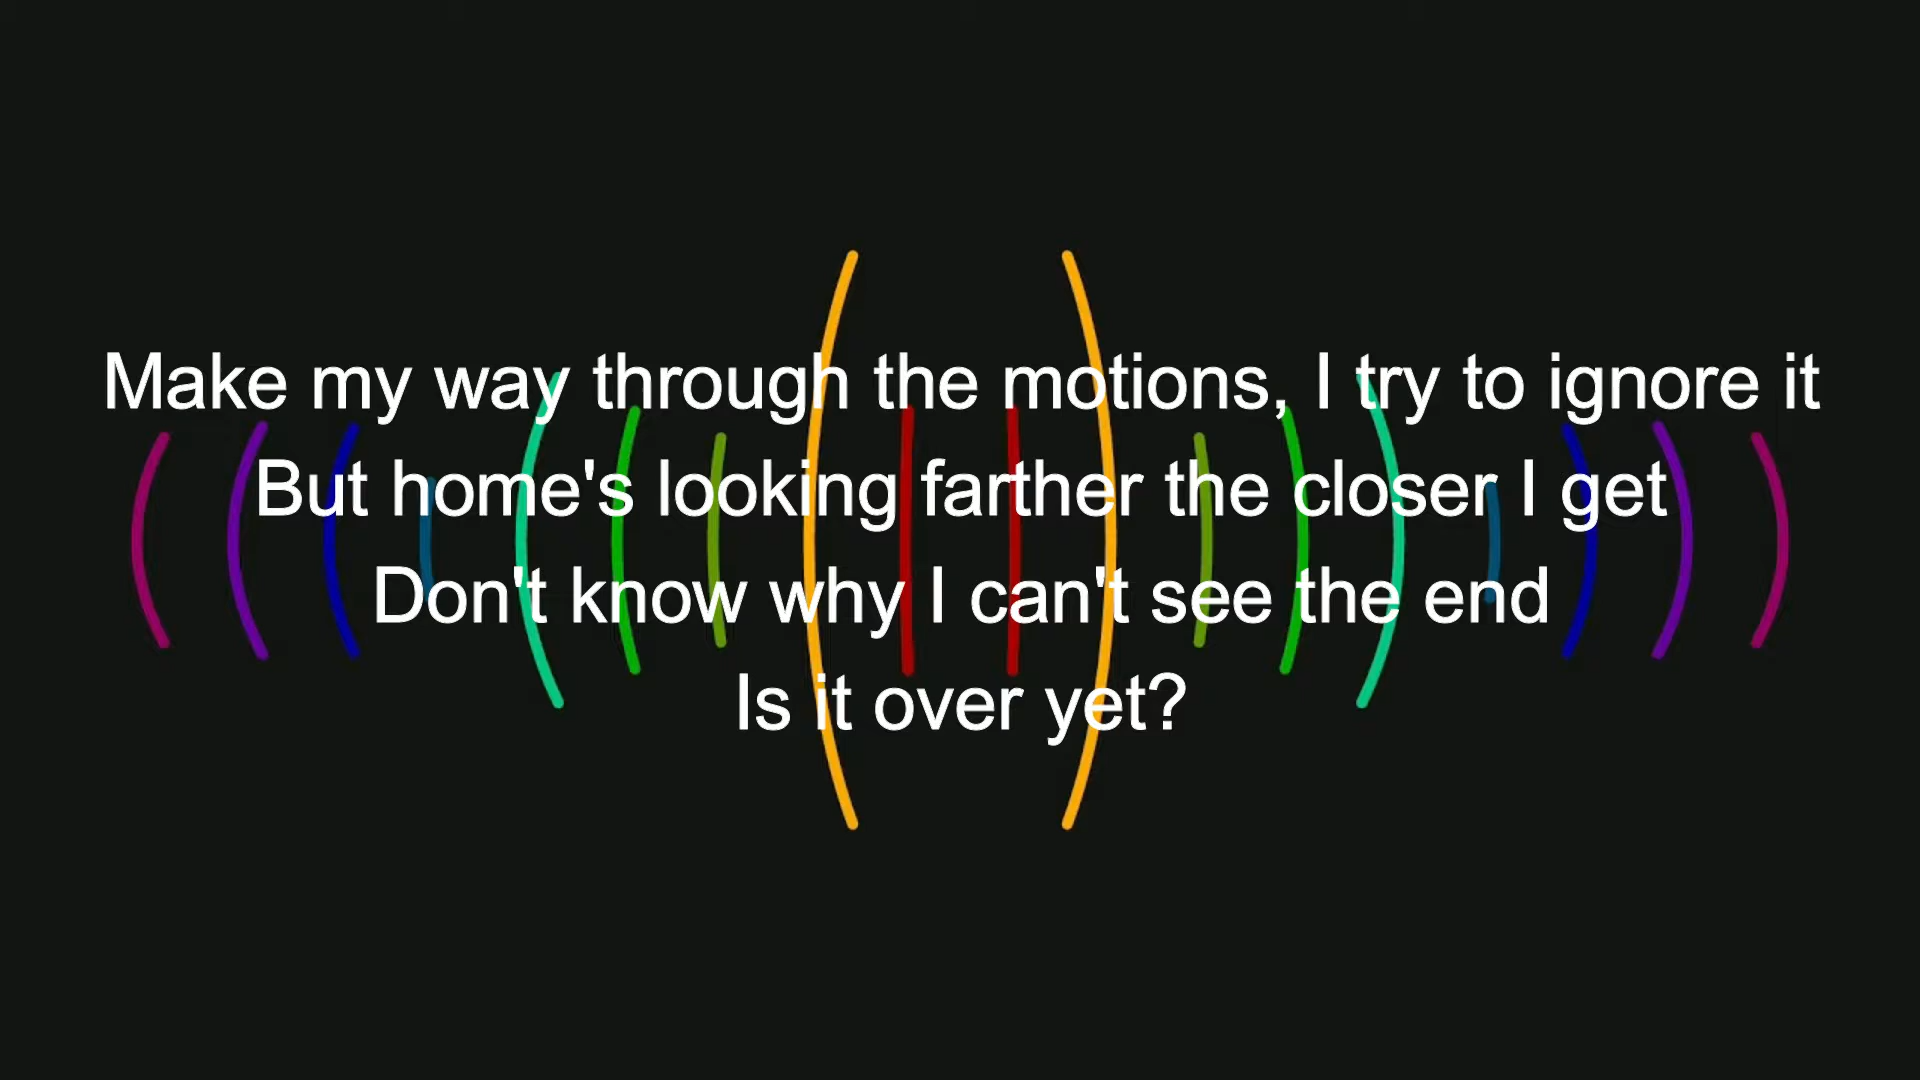 Make my way through the motions, I try to ignore it
But home's looking farther the closer I get
Don't know why I can't see the end
Is it over yet?